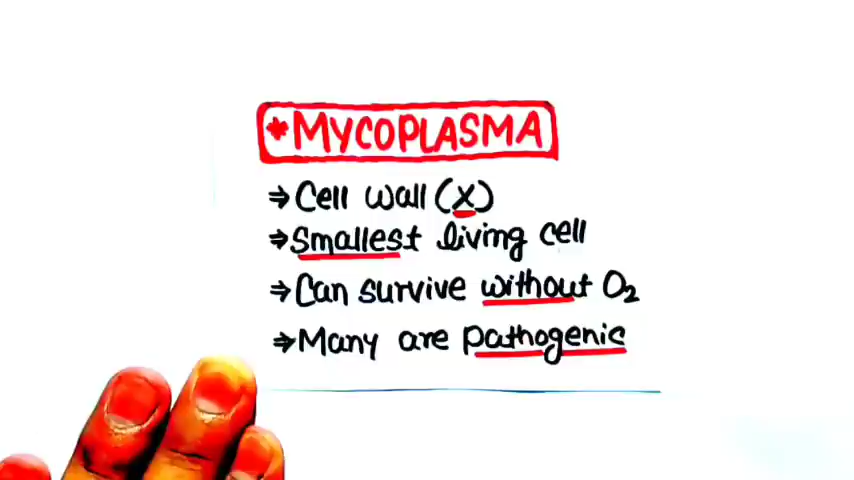 *MYCOPLASMA
⇒ Cell wall (X)
⇒ Smallest living cell
⇒ Can survive without O₂
⇒ Many are pathogenic